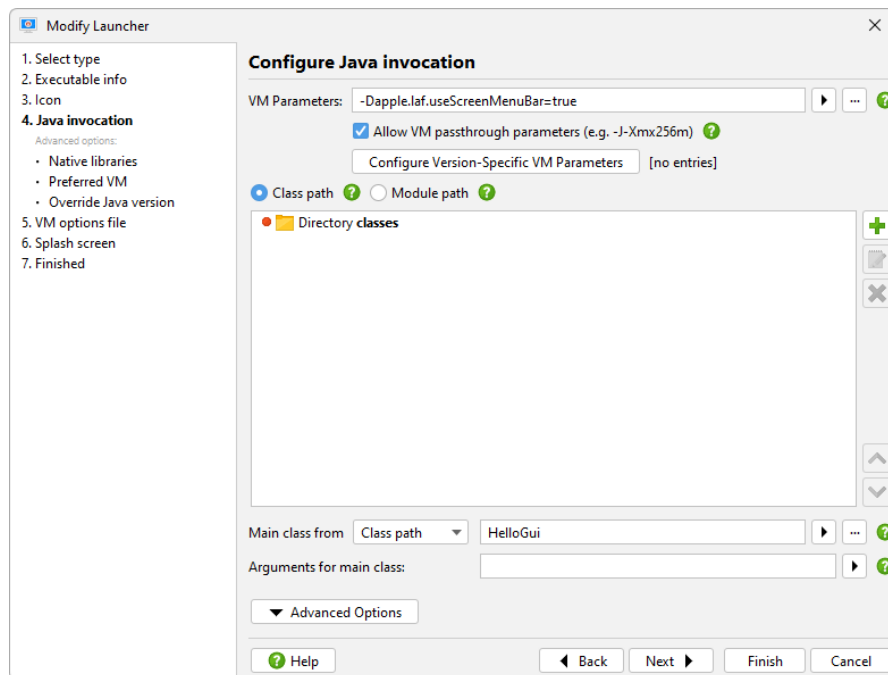 Modify Launcher
1. Select type
2. Executable info
3. Icon
4. Java invocation
Advanced options:
· Native libraries
· Preferred VM
· Override Java version
5. VM options file
6. Splash screen
7. Finished
Configure Java invocation
VM Parameters: -Dapple.laf.useScreenMenuBar=true ...
Allow VM passthrough parameters (e.g. -J-Xmx256m) ?
Configure Version-Specific VM Parameters [no entries]
Class path ? Module path ?
Directory classes
Main class from Class path HelloGui ... ?
Arguments for main class: ?
Advanced Options
? Help Back Next Finish Cancel